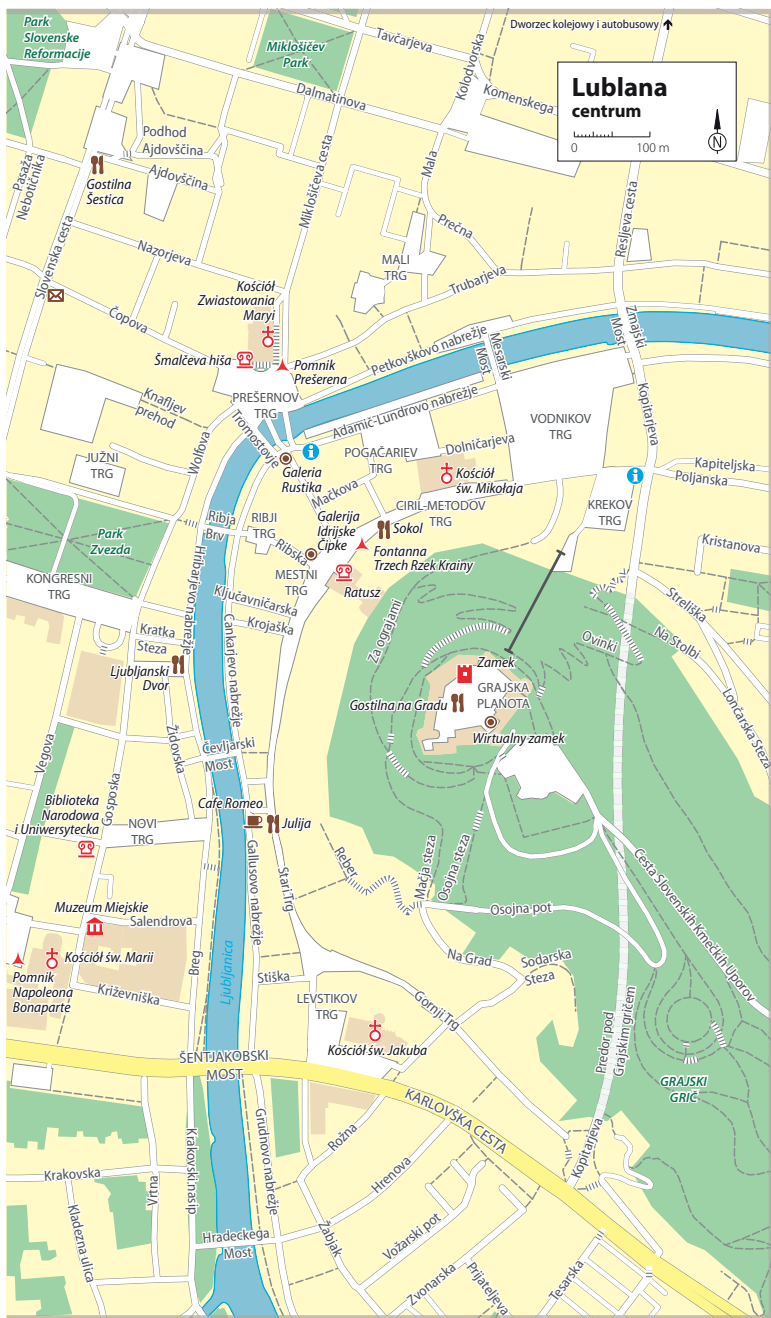 Park
Slovenske
Reformacije
Miklošičev
Park
Tavčarjeva
Kolodvorska
Dworzec kolejowy i autobusowy
Lublana
centrum
0 100 m
N
Dalmatinova
Komenskega
Podhod
Ajdovščina
Ajdovščina
Pasaža
Nebotičnika
Gostilna
Šestica
Miklošičeva cesta
Mala
Resljeva cesta
Prečna
Slovenska cesta
Nazorjeva
MALI
TRG
Trubarjeva
Kościół
Zwiastowania
Maryi
Čopova
Šmalčeva hiša
Pomnik
Prešerena
Petkovškovo nabrežje
Mesarski
Most
Zmajski
Most
Knafljev
prehod
PREŠERNOV
TRG
Adamič-Lundrovo nabrežje
VODNIKOV
TRG
Kopitarjeva
Wolfova
Tromostovje
JUŽNI
TRG
Galeria
Rustika
POGAČARJEV
TRG
Dolničarjeva
Kościół
św. Mikołaja
Kapiteljska
Poljanska
Mačkova
CIRIL-METODOV
TRG
KREKOV
TRG
Park
Zvezda
Ribja
Brv
RIBJI
TRG
Ribska
Galerija
Idrijske
Čipke
Sokol
Fontanna
Trzech Rzek Krainy
Kristanova
KONGRESNI
TRG
Hribarjevo nabrežje
MESTNI
TRG
Ratusz
Ključavničarska
Krojaška
Cankarjevo nabrežje
Za ograjami
Streliška
Na Stolbi
Ovinki
Lončarska Steza
Kratka
Steza
Ljubljanski
Dvor
Zamek
GRAJSKA
PLANOTA
Gostilna na Gradu
Wirtualny zamek
Vegova
Gosposka
Židovska
Čevljarski
Most
Biblioteka
Narodowa
i Uniwersytecka
NOVI
TRG
Cafe Romeo
Julija
Gallusovo nabrežje
Stari Trg
Reber
Mačja steza
Osojna steza
Osojna pot
Cesta Slovenskih Kmečkih Uporov
Muzeum Miejskie
Salendrova
Kościół św. Marii
Pomnik
Napoleona
Bonaparte
Križevniška
Breg
Ljubljanica
Stiška
Na Grad
Sodarska
Steza
LEVSTIKOV
TRG
Gornji Trg
Kościół św. Jakuba
Predor pod
Grajskim gričem
GRAJSKI
GRIČ
ŠENTJAKOBSKI
MOST
KARLOVŠKA CESTA
Kopitarjeva
Krakovska
Vrtna
Krakovski nasip
Grudnovo nabrežje
Rožna
Hrenova
Kladezna ulica
Hradeckega
Most
Žabjak
Vožarski pot
Zvonarska
Prijateljeva
Tesarska